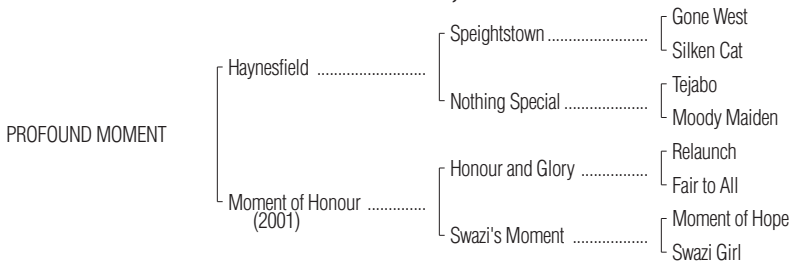 Gone West
Speightstown ........................
Silken Cat
Haynesfield ..........................
Tejabo
Nothing Special ....................
Moody Maiden
PROFOUND MOMENT
Relaunch
Honour and Glory ................
Fair to All
Moment of Honour ..............
(2001)
Moment of Hope
Swazi's Moment ..................
Swazi Girl